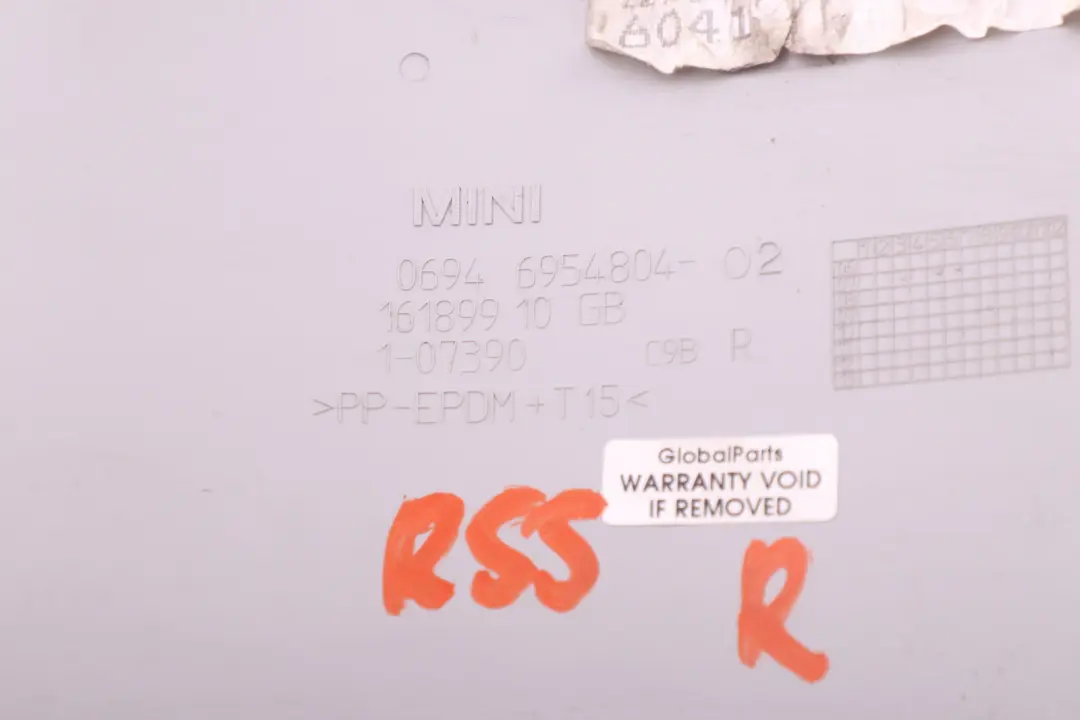 6041
MINI
0694 6954804- 02
161899 10 GB
1-07390 C9B R
>PP-EPDM+T15<
GlobalParts
WARRANTY VOID
IF REMOVED
RSS
R